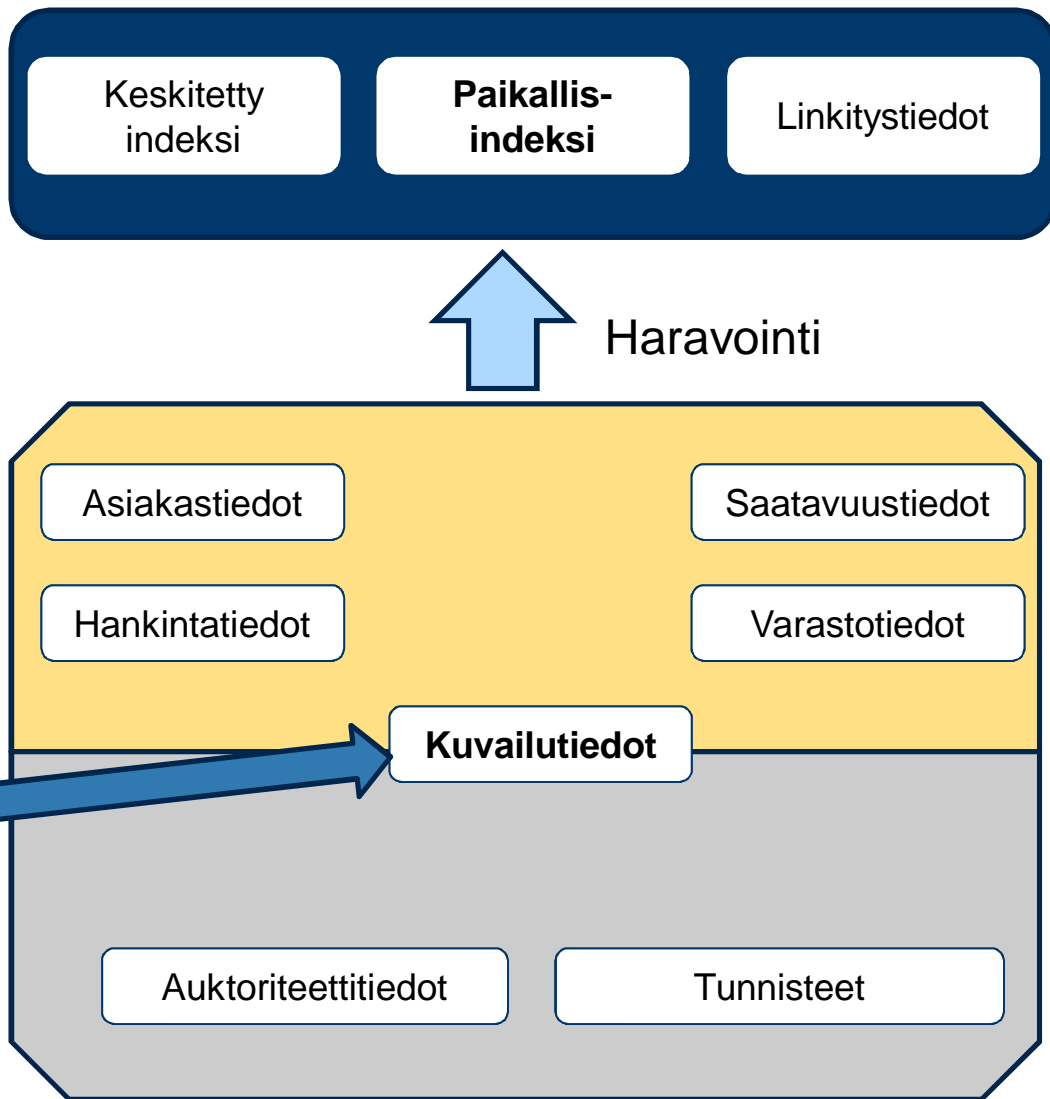 Keskitetty
indeksi
Paikallis-
indeksi
Linkitystiedot
Haravointi
Asiakastiedot
Saatavuustiedot
Hankintatiedot
Varastotiedot
Kuvailutiedot
Auktoriteettitiedot
Tunnisteet